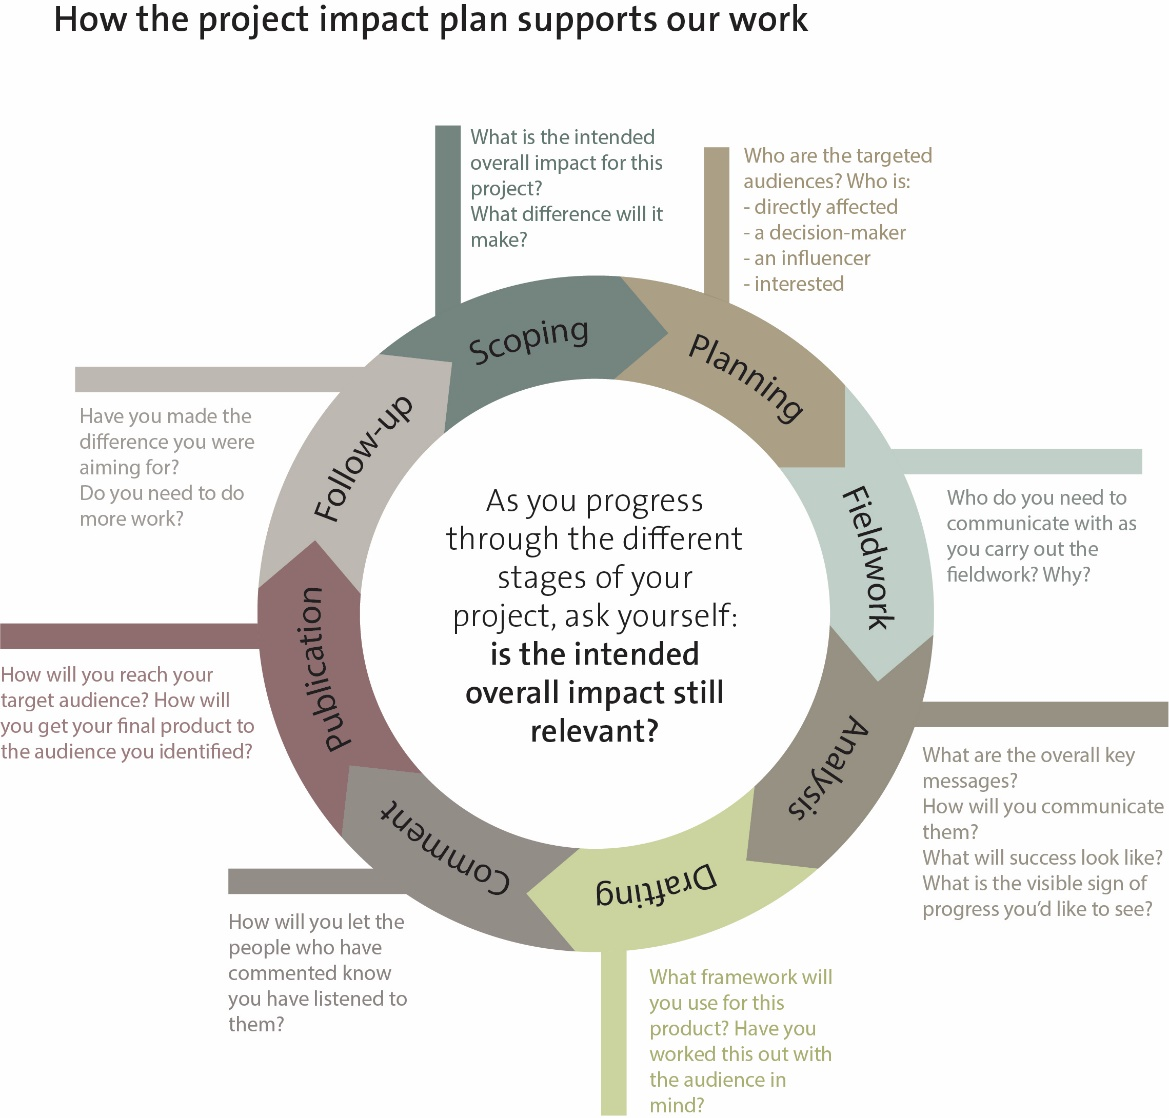 How the project impact plan supports our work
What is the intended
overall impact for this
project?
What difference will it
make?
Who are the targeted
audiences? Who is:
- directly affected
- a decision-maker
- an influencer
- interested
Scoping
Planning
Have you made the
difference you were
aiming for?
Do you need to do
more work?
Follow-up
Fieldwork
Who do you need to
communicate with as
you carry out the
fieldwork? Why?
As you progress
through the different
stages of your
project, ask yourself:
is the intended
overall impact still
relevant?
Publication
How will you reach your
target audience? How will
you get your final product to
the audience you identified?
Analysis
What are the overall key
messages?
How will you communicate
them?
What will success look like?
What is the visible sign of
progress you’d like to see?
Comment
Drafting
How will you let the
people who have
commented know
you have listened to
them?
What framework will
you use for this
product? Have you
worked this out with
the audience in
mind?